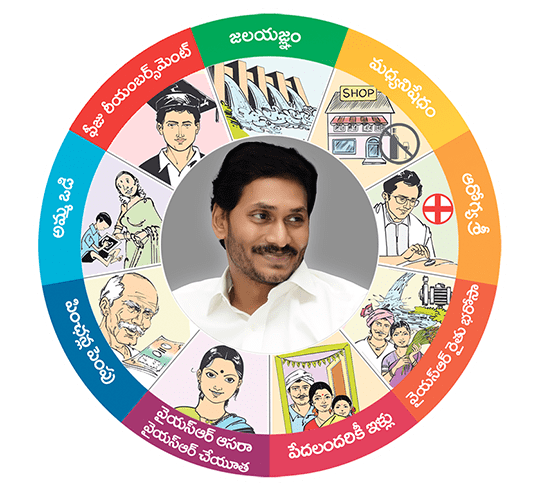 జలయజ్ఞం
మద్యనిషేధం
SHOP
ఆరోగ్యశ్రీ
వైయస్ఆర్ రైతు భరోసా
పేదలందరికీ ఇళ్లు
వైయస్ఆర్ ఆసరా
వైయస్ఆర్ చేయూత
పింఛన్ల పెంపు
అమ్మ ఒడి
ఫీజు రీయింబర్స్‌మెంట్